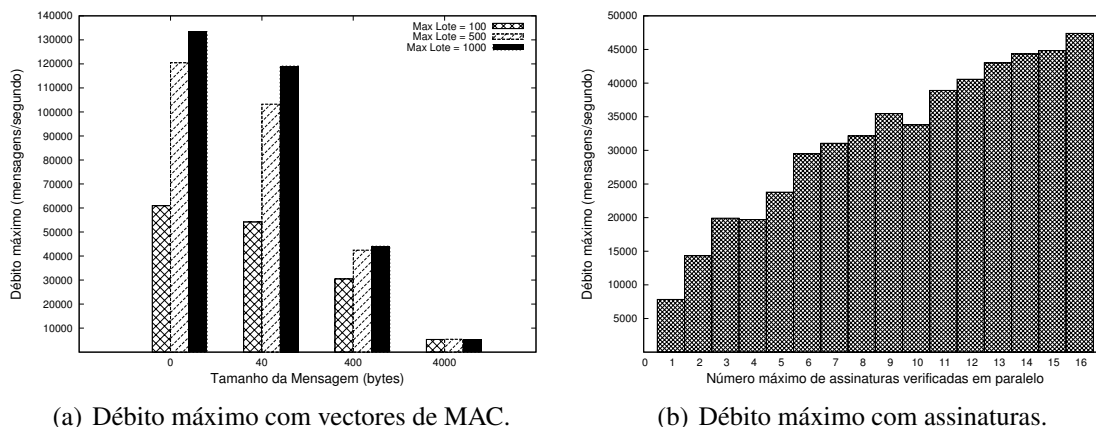 140000
130000
120000
110000
100000
90000
80000
70000
60000
50000
40000
30000
20000
10000
Débito máximo (mensagens/segundo)
Max Lote = 100
Max Lote = 500
Max Lote = 1000
0 40 400 4000
Tamanho da Mensagem (bytes)
(a) Débito máximo com vectores de MAC.
50000
45000
40000
35000
30000
25000
20000
15000
10000
5000
Débito máximo (mensagens/segundo)
0 1 2 3 4 5 6 7 8 9 10 11 12 13 14 15 16
Número máximo de assinaturas verificadas em paralelo
(b) Débito máximo com assinaturas.